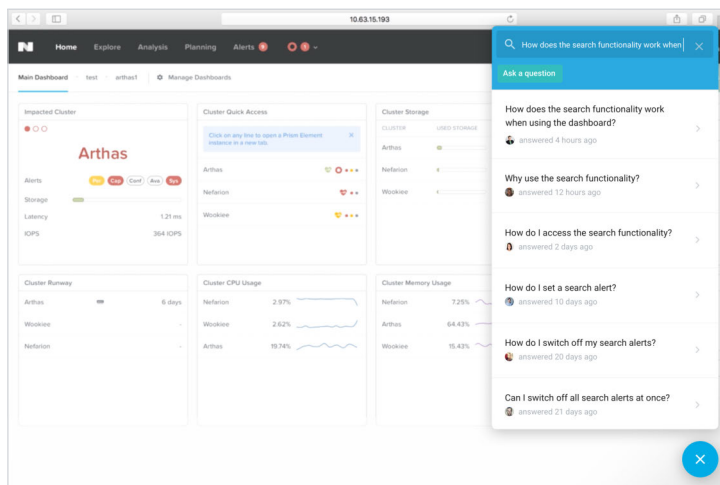 10.63.15.193
N
Home Explore Analysis Planning Alerts
Main Dashboard test arthas1 Manage Dashboards
Impacted Cluster
Arthas
Alerts Per Cap Conf Ava Sys
Storage
Latency 1.21 ms
IOPS 364 IOPS
Cluster Quick Access
Click on any line to open a Prism Element
instance in a new tab.
Arthas
Nefarion
Wookiee
Cluster Storage
CLUSTER USED STORAGE
Arthas
Nefarion
Wookiee
Cluster Runway
Arthas 6 days
Wookiee -
Nefarion -
Cluster CPU Usage
Nefarion 2.97%
Wookiee 2.62%
Arthas 19.74%
Cluster Memory Usage
Nefarion 7.25%
Arthas 64.43%
Wookiee 15.43%
How does the search functionality work when
Ask a question
How does the search functionality work
when using the dashboard?
answered 4 hours ago
Why use the search functionality?
answered 12 hours ago
How do I access the search functionality?
answered 2 days ago
How do I set a search alert?
answered 10 days ago
How do I switch off my search alerts?
answered 20 days ago
Can I switch off all search alerts at once?
answered 21 days ago